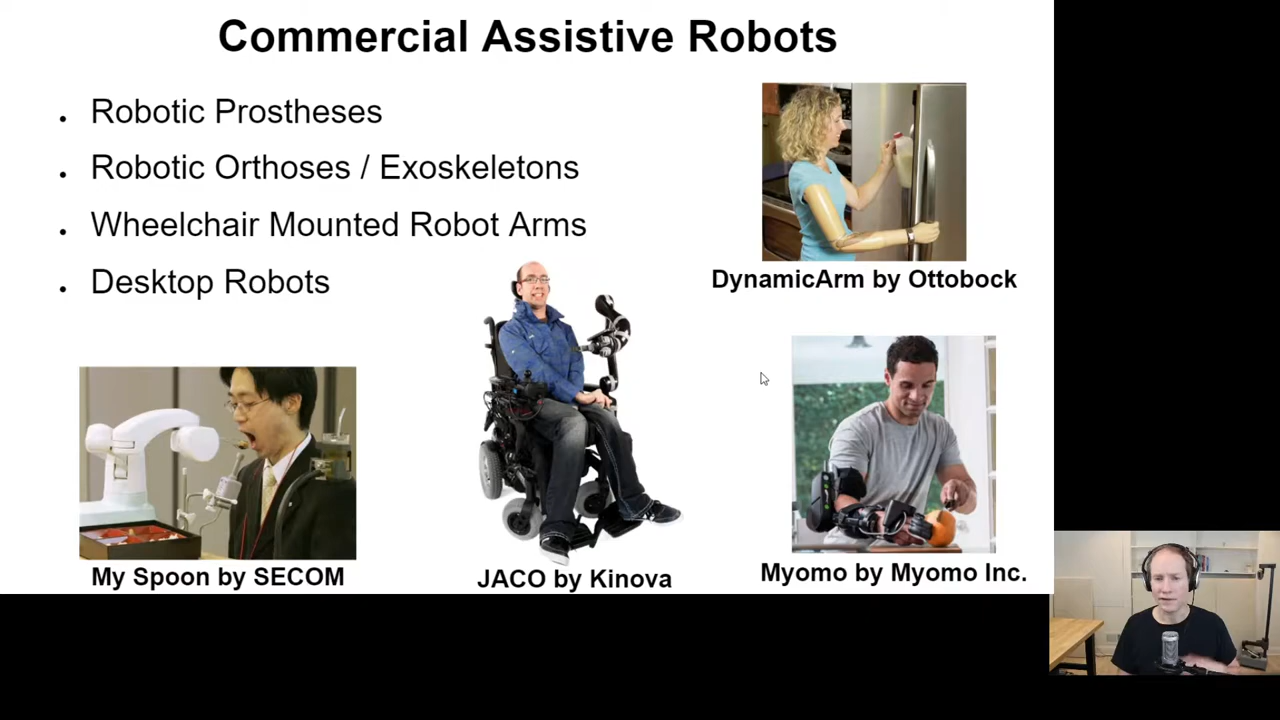 Commercial Assistive Robots
Robotic Prostheses
Robotic Orthoses / Exoskeletons
Wheelchair Mounted Robot Arms
Desktop Robots
DynamicArm by Ottobock
My Spoon by SECOM
JACO by Kinova
Myomo by Myomo Inc.